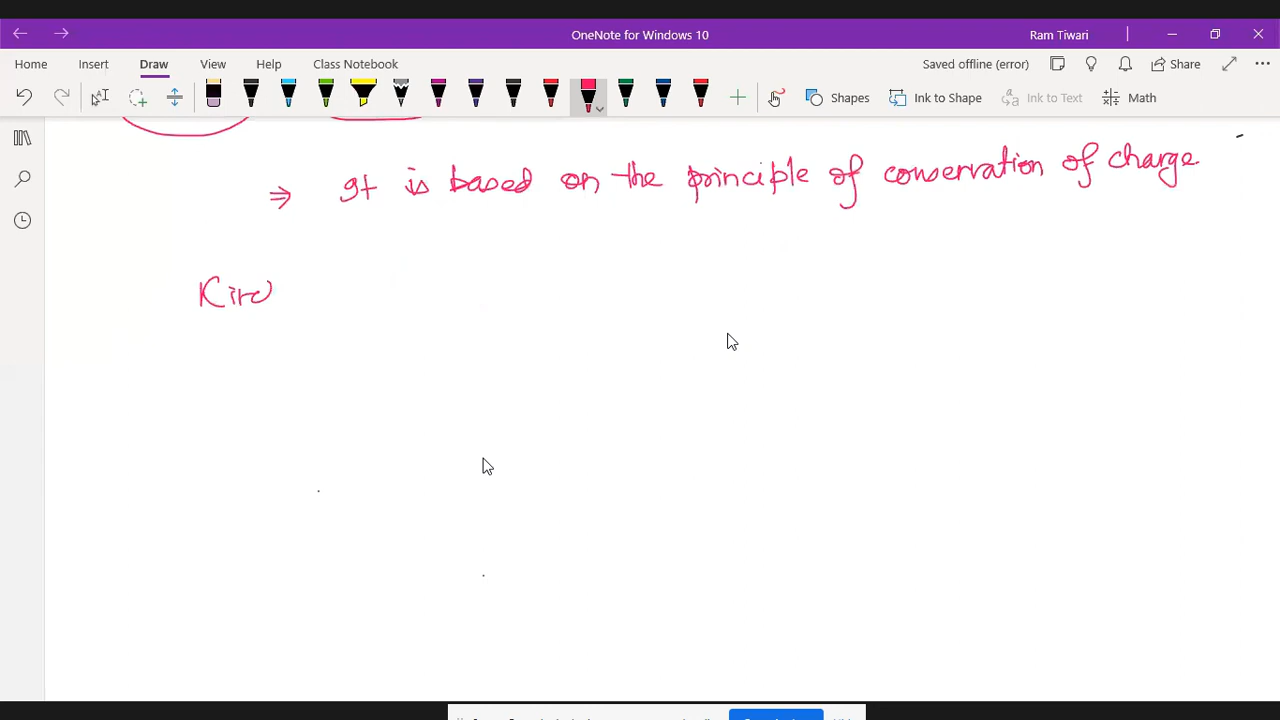 OneNote for Windows 10
Ram Tiwari
Home Insert Draw View Help Class Notebook
Saved offline (error)
Share
Shapes
Ink to Shape
Ink to Text
Math
⇒ It is based on the principle of conservation of charge.
Kirc